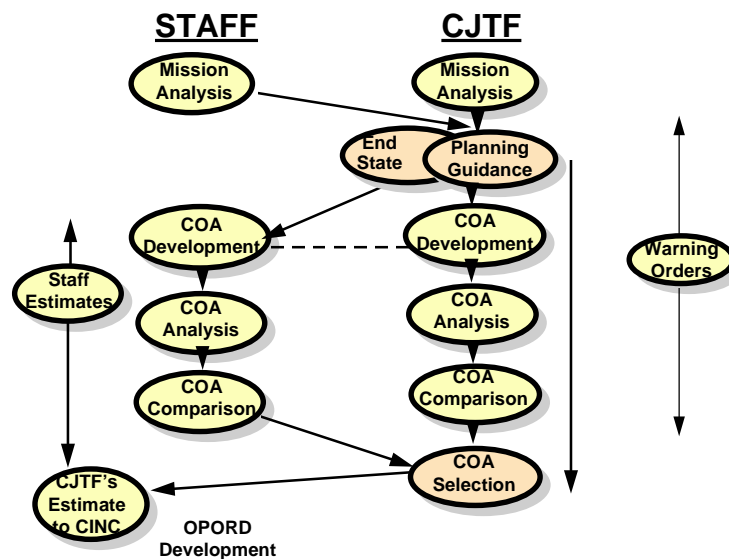 STAFF
CJTF
Mission
Analysis
Mission
Analysis
End
State
Planning
Guidance
COA
Development
COA
Development
Staff
Estimates
Warning
Orders
COA
Analysis
COA
Analysis
COA
Comparison
COA
Comparison
COA
Selection
CJTF's
Estimate
to CINC
OPORD
Development